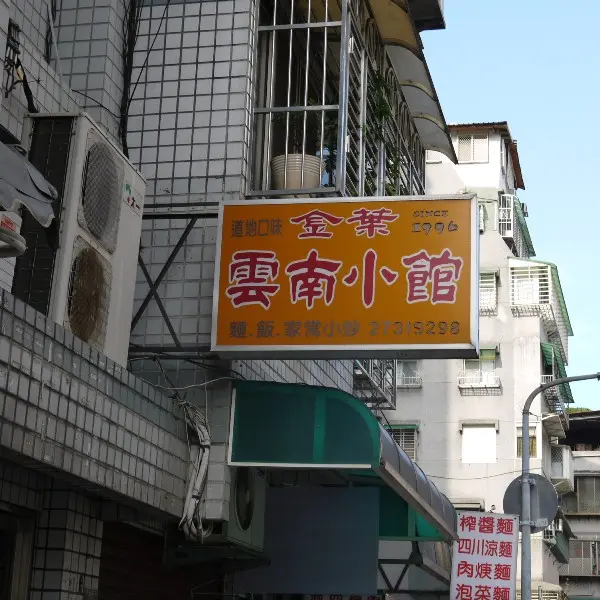 道地口味 金葉 SINCE 1996
雲南小館
麵.飯.家常小炒 27315298
榨醬麵
四川涼麵
肉焿麵
泡菜麵